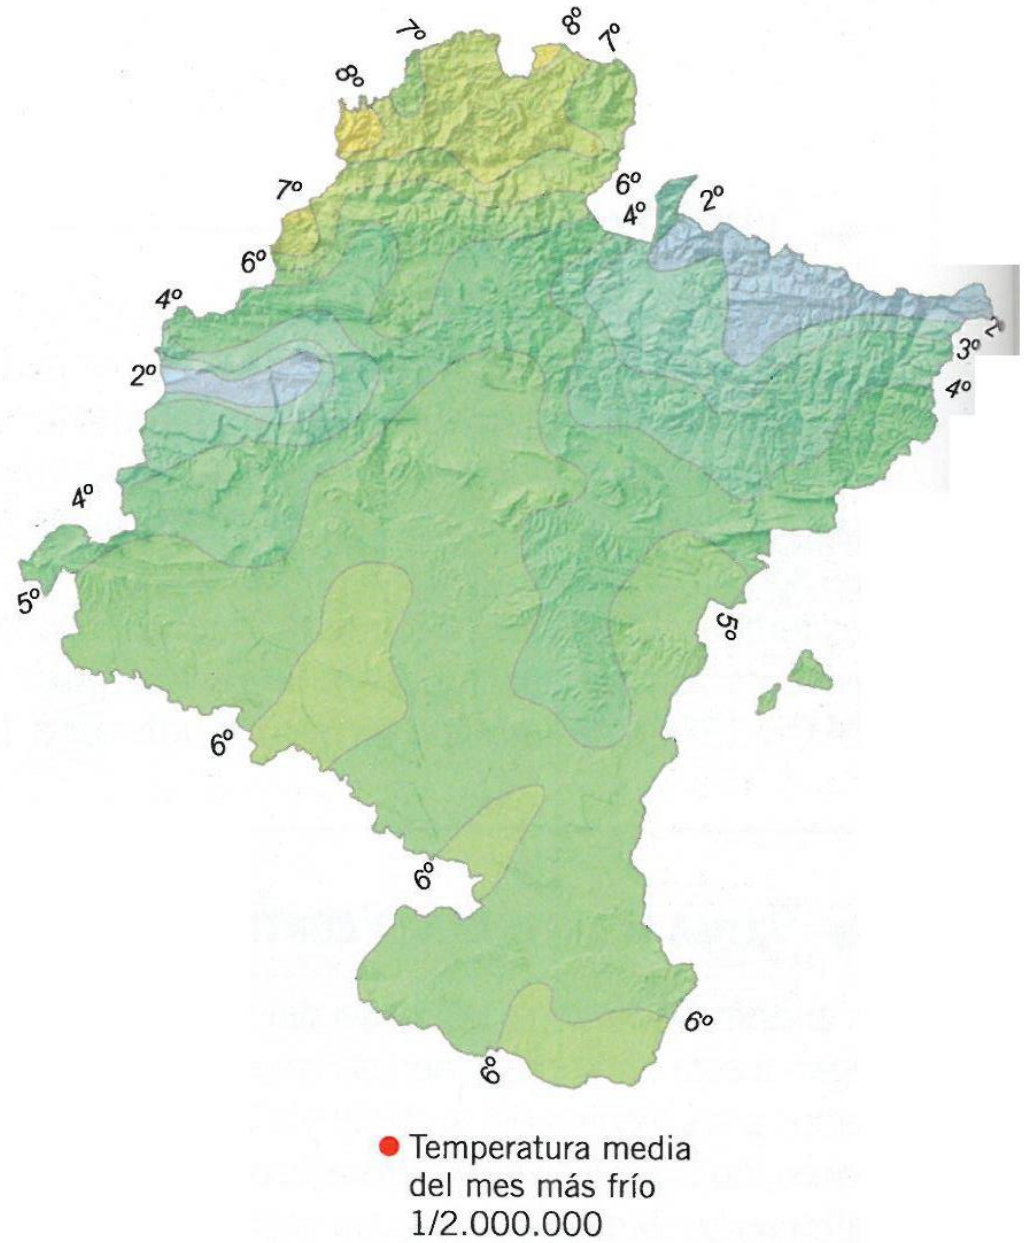 7º
8º
7º
8º
7º
6º
2º
4º
6º
4º
2º
2
3º
4º
4º
5º
5º
6º
6º
6º
6º
Temperatura media
del mes más frío
1/2.000.000